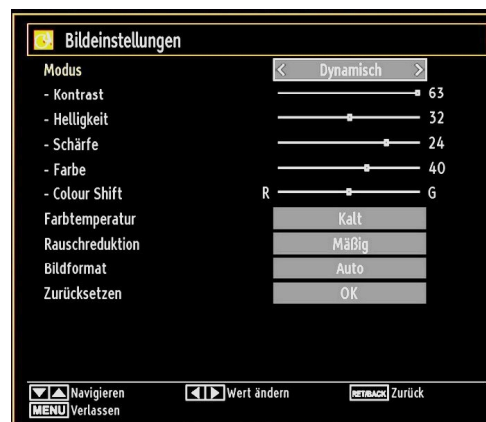 Bildeinstellungen
Modus < Dynamisch >
- Kontrast 63
- Helligkeit 32
- Schärfe 24
- Farbe 40
- Colour Shift R G
Farbtemperatur Kalt
Rauschreduktion Mäßig
Bildformat Auto
Zurücksetzen OK
Navigieren Wert ändern RET/BACK Zurück
MENU Verlassen